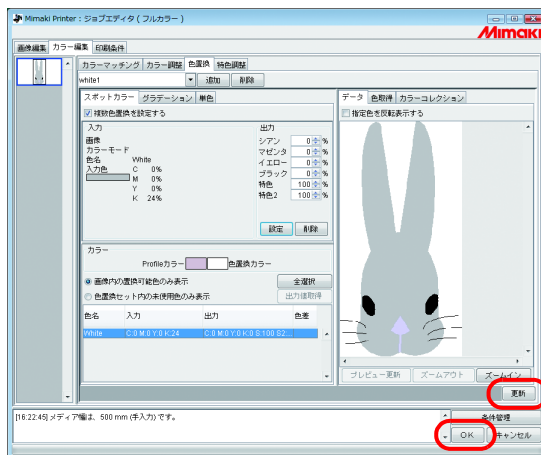 Mimaki Printer : ジョブエディタ ( フルカラー )
Mimaki
画像編集 カラー編集 印刷条件
カラーマッチング カラー調整 色置換 特色調整
white1 追加 削除
スポットカラー グラデーション 単色
データ 色取得 カラーコレクション
複数色置換を設定する
指定色を反転表示する
入力 出力
画像
カラーモード
色名 White
入力色 C 0%
M 0%
Y 0%
K 24%
シアン 0 %
マゼンタ 0 %
イエロー 0 %
ブラック 0 %
特色 100 %
特色2 100 %
設定 削除
カラー
Profileカラー 色置換カラー
画像内の置換可能色のみ表示 全選択
色置換セット内の未使用色のみ表示 出力値取得
色名 入力 出力 色差
White C:0 M:0 Y:0 K:24 C:0 M:0 Y:0 K:0 S:100 S2:...
プレビュー更新 ズームアウト ズームイン
更新
[16:22:45] メディア幅は、500 mm (手入力) です。
条件管理
OK キャンセル